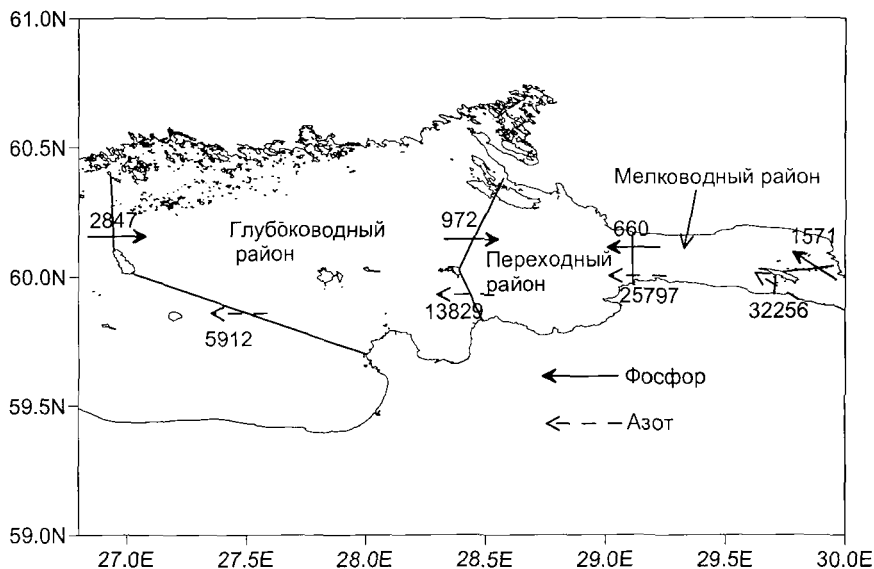 61.0N
60.5N
Мелководный район
2847
972
660
1571
Глубоководный
район
Переходный
район
60.0N
13829
25797
32256
5912
Фосфор
59.5N
Азот
59.0N
27.0E
27.5E
28.0E
28.5E
29.0E
29.5E
30.0E